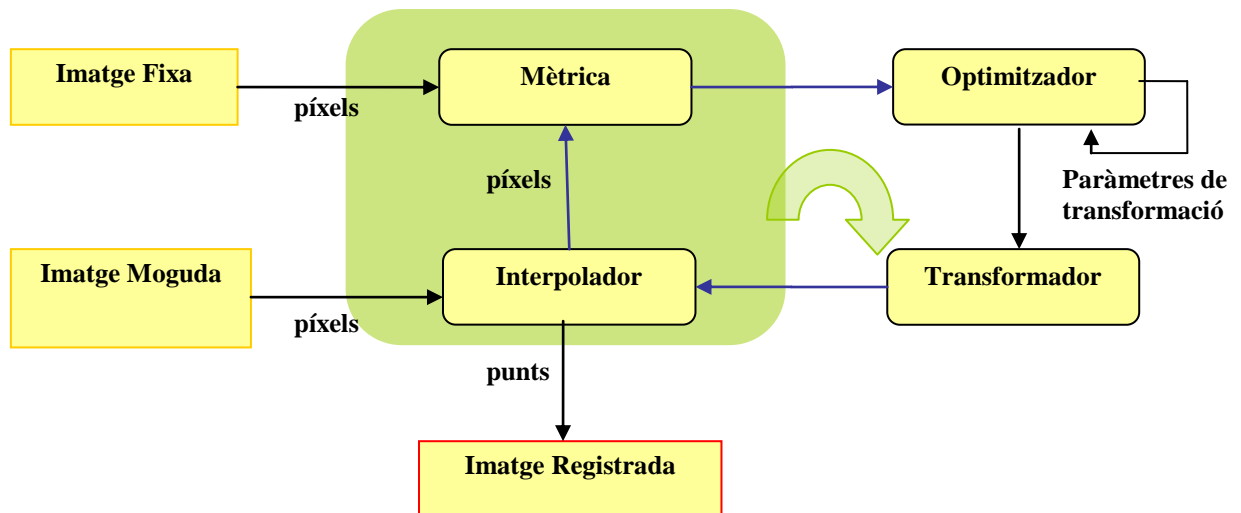 Imatge Fixa
píxels
Mètrica
Optimitzador
píxels
Paràmetres de
transformació
Imatge Moguda
píxels
Interpolador
Transformador
punts
Imatge Registrada